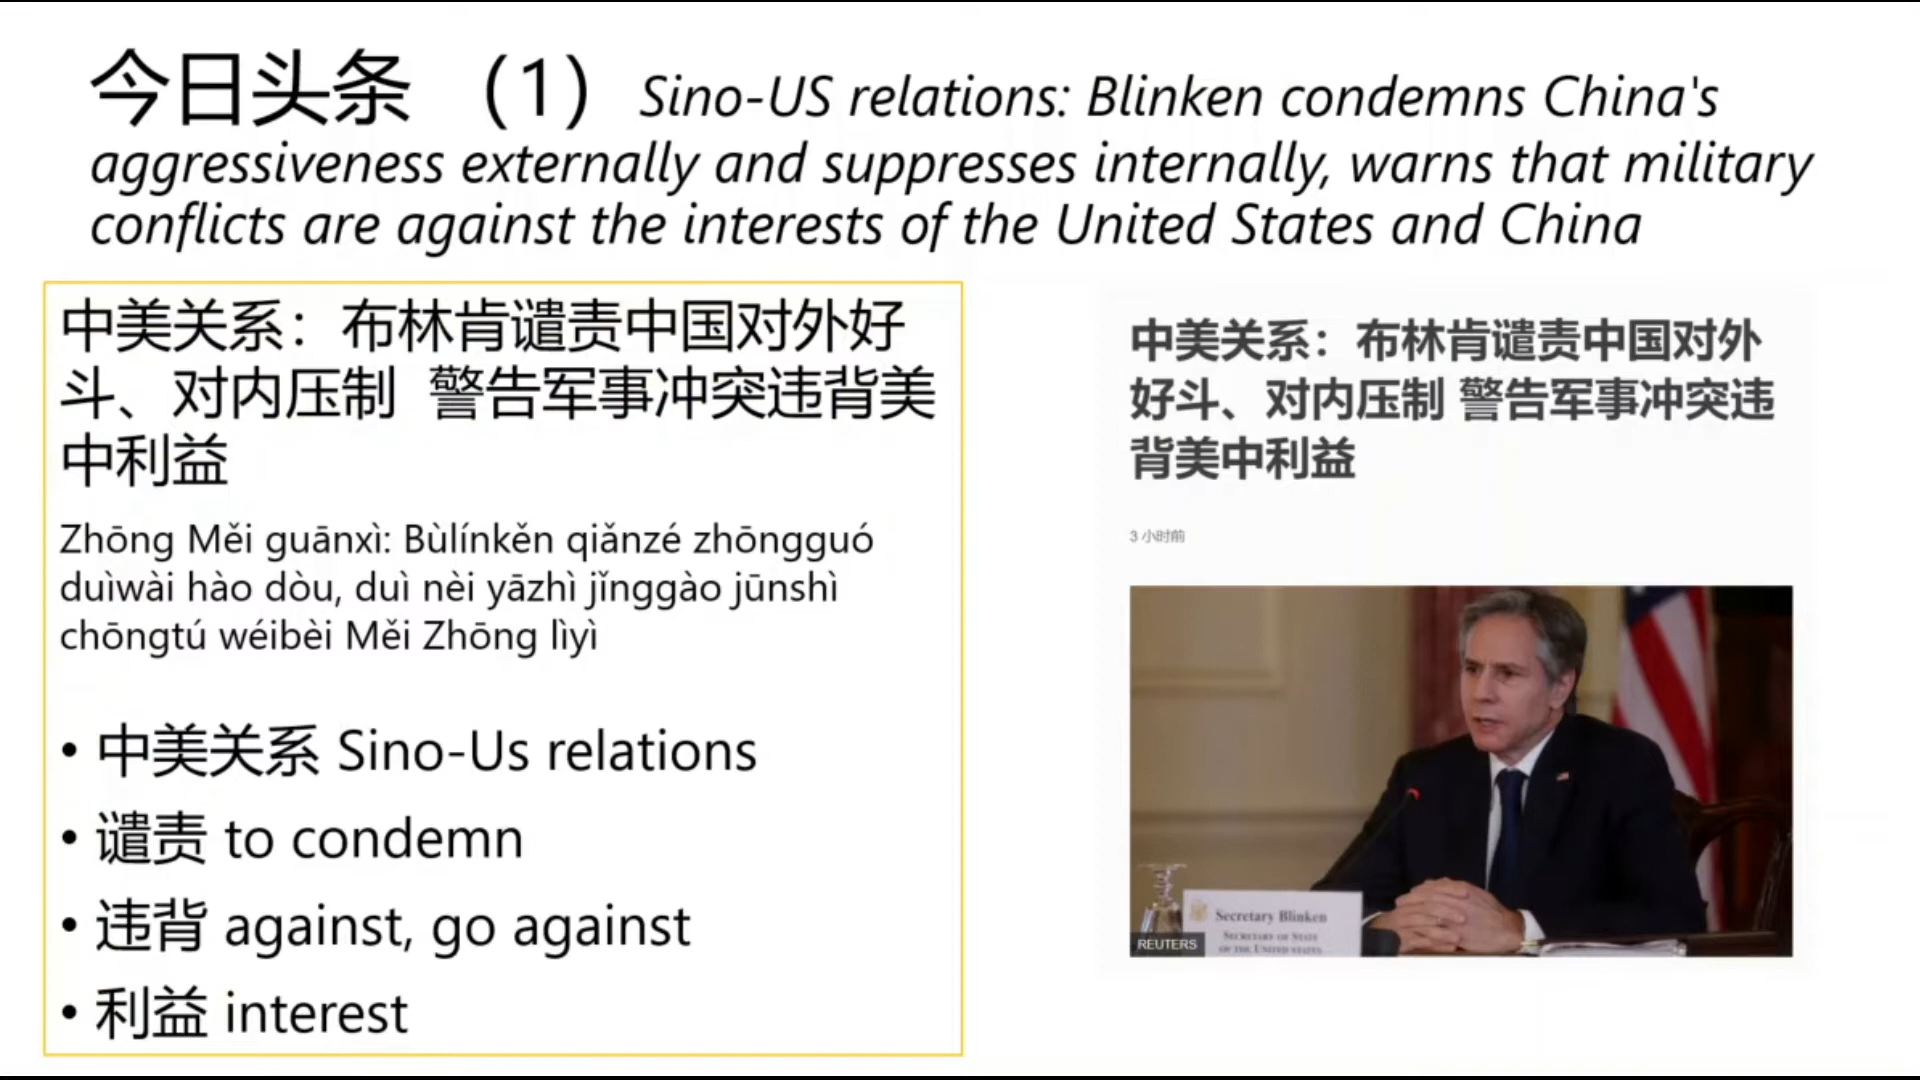 今日头条 （1） Sino-US relations: Blinken condemns China's
aggressiveness externally and suppresses internally, warns that military
conflicts are against the interests of the United States and China
中美关系：布林肯谴责中国对外好
斗、对内压制 警告军事冲突违背美
中利益
Zhōng Měi guānxì: Bùlínkěn qiǎnzé zhōngguó
duìwài hào dòu, duì nèi yāzhì jǐnggào jūnshì
chōngtú wéibèi Měi Zhōng lìyì
• 中美关系 Sino-Us relations
• 谴责 to condemn
• 违背 against, go against
• 利益 interest
中美关系：布林肯谴责中国对外
好斗、对内压制 警告军事冲突违
背美中利益
3 小时前
Secretary Blinken
SECRETARY OF STATE
OF THE UNITED STATES
REUTERS